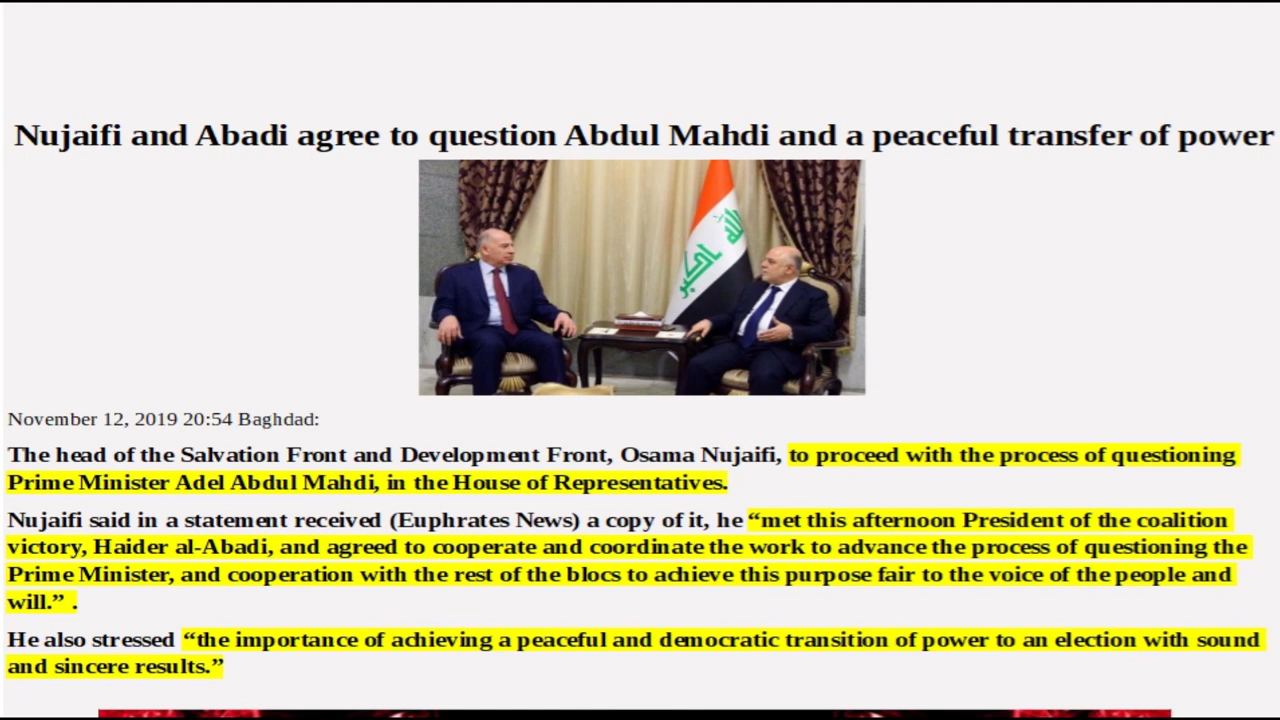 Nujaifi and Abadi agree to question Abdul Mahdi and a peaceful transfer of power
الله اكبر
November 12, 2019 20:54 Baghdad:
The head of the Salvation Front and Development Front, Osama Nujaifi, to proceed with the process of questioning
Prime Minister Adel Abdul Mahdi, in the House of Representatives.
Nujaifi said in a statement received (Euphrates News) a copy of it, he “met this afternoon President of the coalition
victory, Haider al-Abadi, and agreed to cooperate and coordinate the work to advance the process of questioning the
Prime Minister, and cooperation with the rest of the blocs to achieve this purpose fair to the voice of the people and
will.” .
He also stressed “the importance of achieving a peaceful and democratic transition of power to an election with sound
and sincere results.”